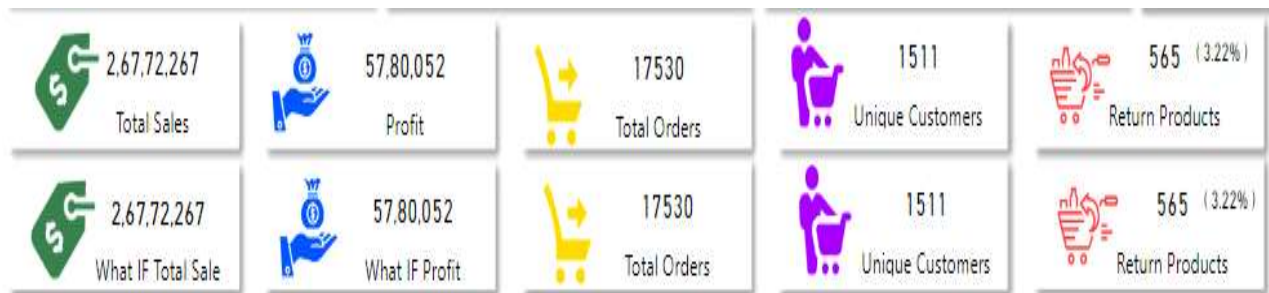 2,67,72,267
Total Sales
57,80,052
Profit
17530
Total Orders
1511
Unique Customers
565 (3.22%)
Return Products
2,67,72,267
What IF Total Sale
57,80,052
What IF Profit
17530
Total Orders
1511
Unique Customers
565 (3.22%)
Return Products